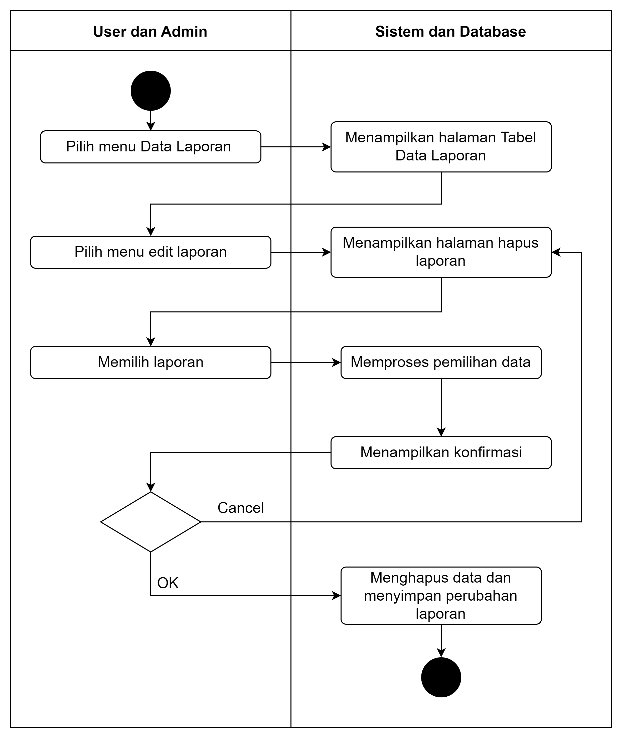 User dan Admin
Sistem dan Database
Pilih menu Data Laporan
Menampilkan halaman Tabel
Data Laporan
Pilih menu edit laporan
Menampilkan halaman hapus
laporan
Memilih laporan
Memproses pemilihan data
Menampilkan konfirmasi
Cancel
OK
Menghapus data dan
menyimpan perubahan
laporan